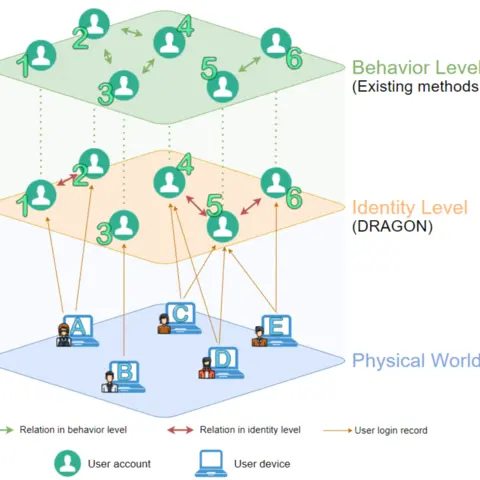 2
4
6
1
3
5
Behavior Level
(Existing methods
4
2
1
5
6
3
Identity Level
(DRAGON)
A
C
E
B
D
Physical World
Relation in behavior level
Relation in identity level
User login record
User account
User device